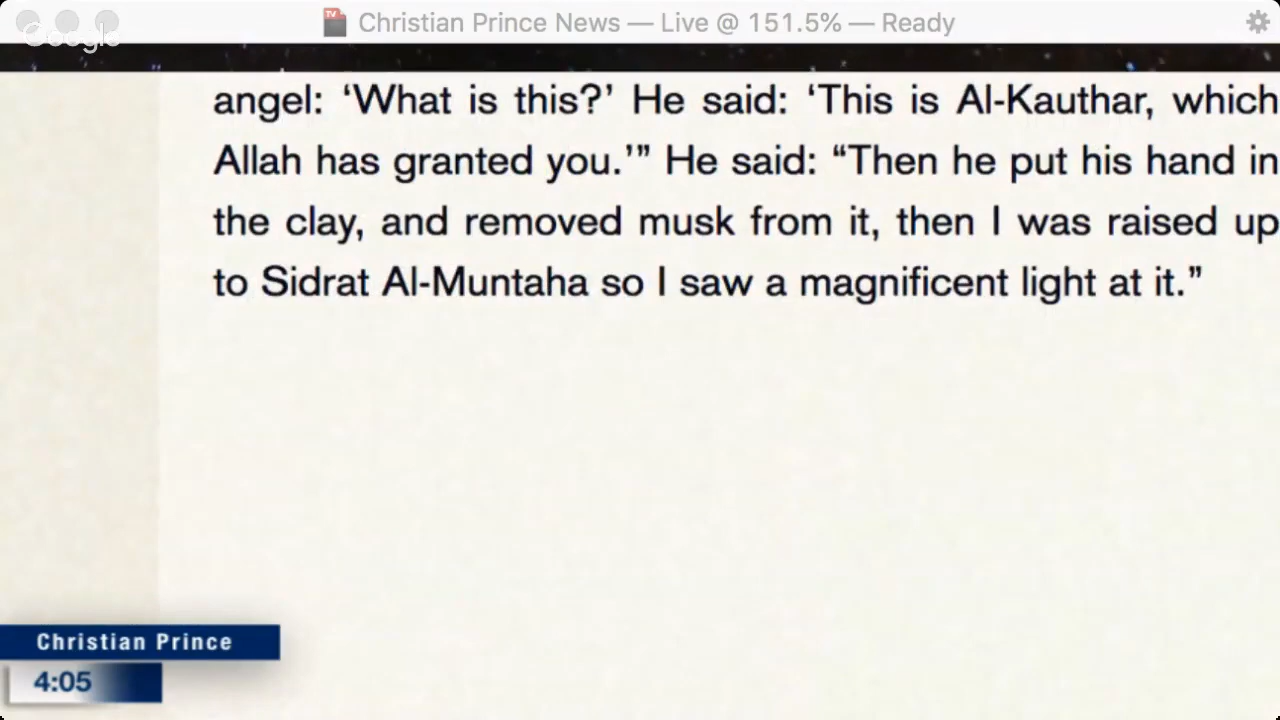 Christian Prince News — Live @ 151.5% — Ready
Google
angel: ‘What is this?’ He said: ‘This is Al-Kauthar, which
Allah has granted you.’” He said: “Then he put his hand in
the clay, and removed musk from it, then I was raised up
to Sidrat Al-Muntaha so I saw a magnificent light at it.”
Christian Prince
4:05